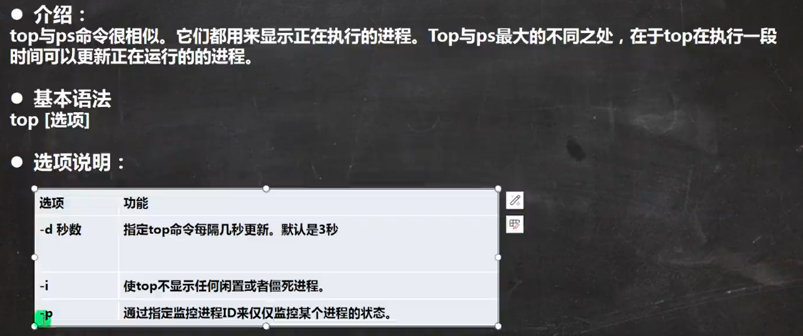 ● 介绍：
top与ps命令很相似。它们都用来显示正在执行的进程。Top与ps最大的不同之处，在于top在执行一段
时间可以更新正在运行的的进程。
● 基本语法
top [选项]
● 选项说明：
选项 功能
-d 秒数 指定top命令每隔几秒更新。默认是3秒
-i 使top不显示任何闲置或者僵死进程。
-p 通过指定监控进程ID来仅仅监控某个进程的状态。